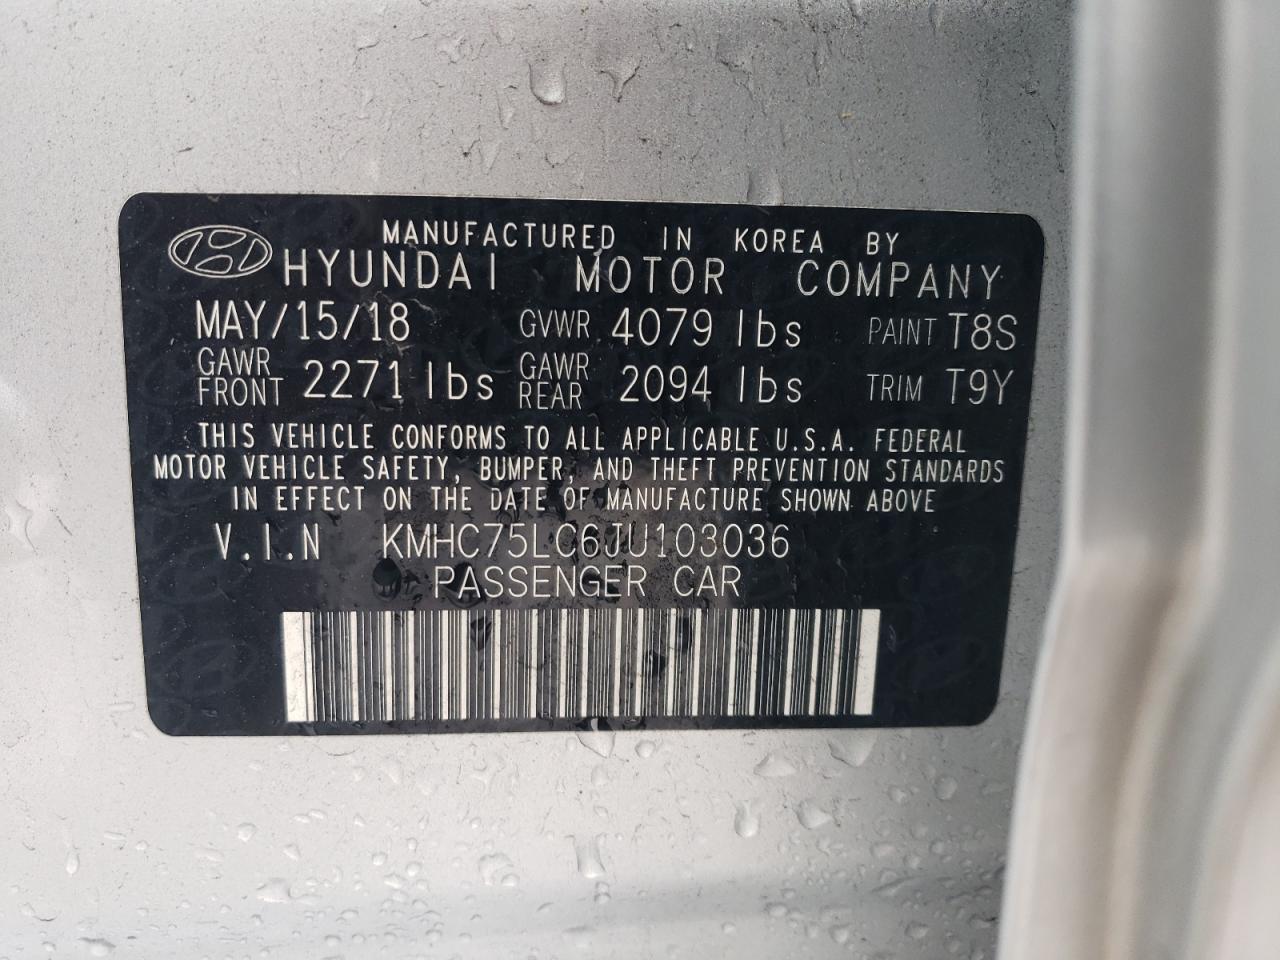 MANUFACTURED IN KOREA BY
HYUNDAI MOTOR COMPANY
MAY/15/18 GVWR 4079 lbs PAINT T8S
GAWR FRONT 2271 lbs GAWR REAR 2094 lbs TRIM T9Y
THIS VEHICLE CONFORMS TO ALL APPLICABLE U.S.A. FEDERAL
MOTOR VEHICLE SAFETY, BUMPER, AND THEFT PREVENTION STANDARDS
IN EFFECT ON THE DATE OF MANUFACTURE SHOWN ABOVE
V.I.N KMHC75LC6JU103036
PASSENGER CAR